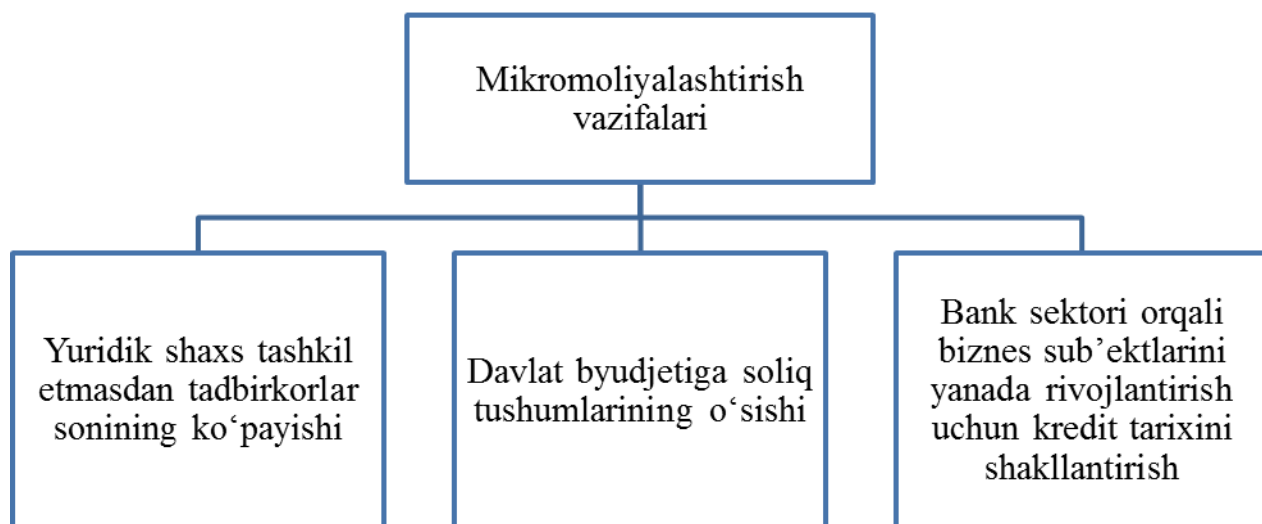 Mikromoliyalashtirish
vazifalari
Yuridik shaxs tashkil
etmasdan tadbirkorlar
sonining ko‘payishi
Davlat byudjetiga soliq
tushumlarining o‘sishi
Bank sektori orqali
biznes sub’ektlarini
yanada rivojlantirish
uchun kredit tarixini
shakllantirish